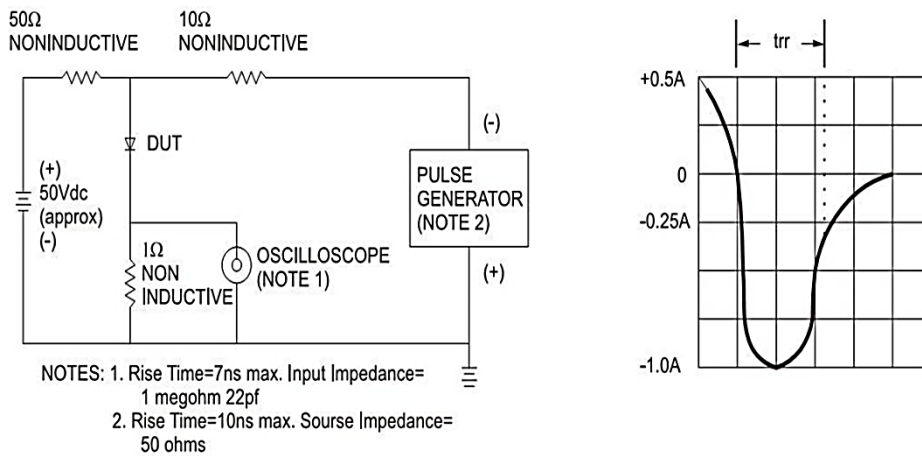 50Ω
NONINDUCTIVE
10Ω
NONINDUCTIVE
DUT
(+)
50Vdc
(approx)
(-)
1Ω
NON
INDUCTIVE
OSCILLOSCOPE
(NOTE 1)
(-)
PULSE
GENERATOR
(NOTE 2)
(+)
NOTES: 1. Rise Time=7ns max. Input Impedance=
1 megohm 22pf
2. Rise Time=10ns max. Sourse Impedance=
50 ohms
trr
+0.5A
0
-0.25A
-1.0A